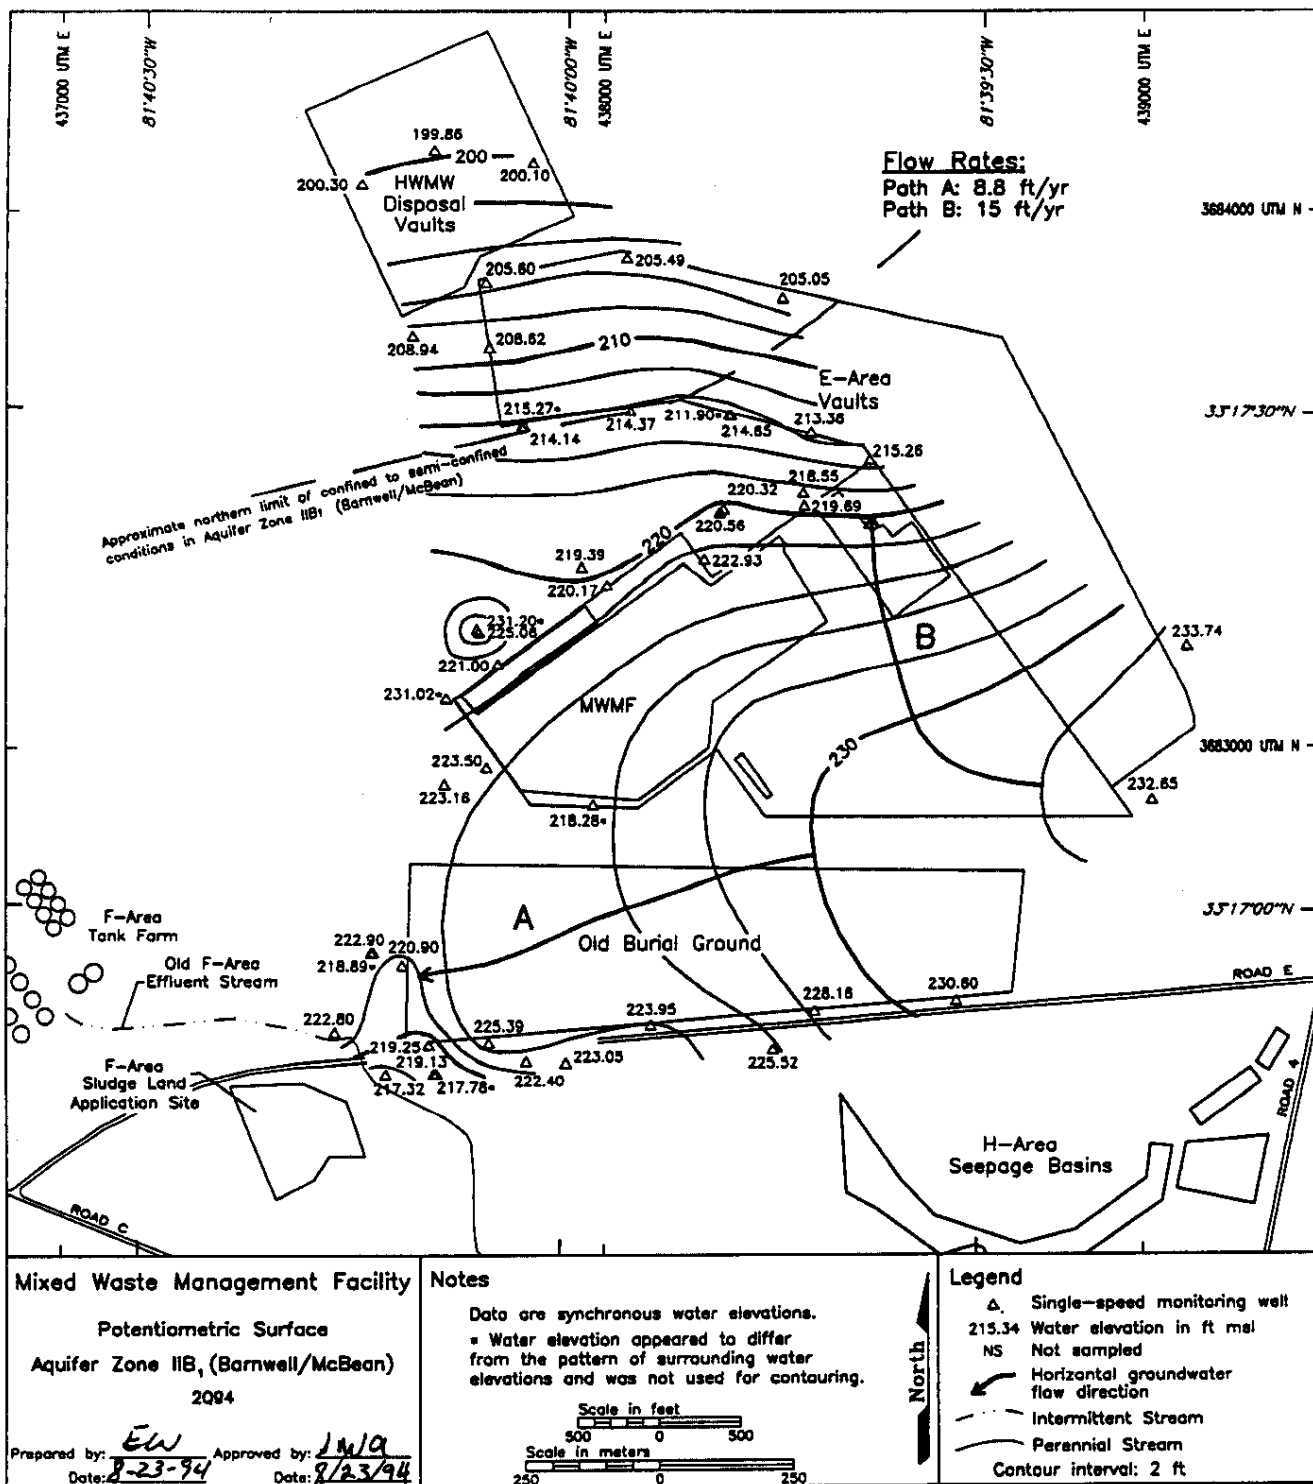 437000 UTM E
81°40'30"W
81°40'00"W
438000 UTM E
81°39'30"W
439000 UTM E
Flow Rates:
Path A: 8.8 ft/yr
Path B: 15 ft/yr
3684000 UTM N
199.86
200
200.30
200.10
HWMW
Disposal
Vaults
205.60
205.49
205.05
208.94
208.62
210
E-Area
Vaults
33°17'30"N
215.27*
214.14
214.37
211.90*
214.65
213.36
215.26
Approximate northern limit of confined to semi-confined
conditions in Aquifer Zone IIB1 (Barnwell/McBean)
218.55
220.32
219.69
220.56
220
219.39
222.93
220.17
231.20*
225.08
221.00
231.02*
B
233.74
MWMF
230
3683000 UTM N
223.50
223.16
218.28*
232.65
A
Old Burial Ground
33°17'00"N
F-Area
Tank Farm
222.90
220.90
218.89*
Old F-Area
Effluent Stream
ROAD E
230.60
228.16
223.95
222.80
219.25
225.39
219.13
223.05
225.52
222.40
217.32
217.78*
F-Area
Sludge Land
Application Site
ROAD 4
H-Area
Seepage Basins
ROAD C
Mixed Waste Management Facility
Potentiometric Surface
Aquifer Zone IIB1 (Barnwell/McBean)
2Q94
Prepared by: EW Approved by:
Date: 8-23-94 Date: 8/23/94
Notes
Data are synchronous water elevations.
* Water elevation appeared to differ
from the pattern of surrounding water
elevations and was not used for contouring.
Scale in feet
500 0 500
Scale in meters
250 0 250
North
Legend
Single-speed monitoring well
215.34 Water elevation in ft msl
NS Not sampled
Horizontal groundwater
flow direction
Intermittent Stream
Perennial Stream
Contour interval: 2 ft